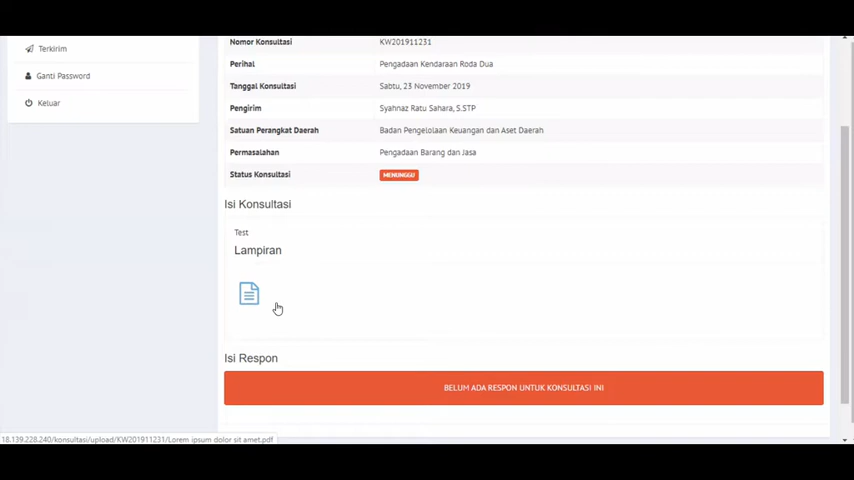 Terkirim
Ganti Password
Keluar
Nomor Konsultasi KW201911231
Perihal Pengadaan Kendaraan Roda Dua
Tanggal Konsultasi Sabtu, 23 November 2019
Pengirim Syahnaz Ratu Sahara, S.STP
Satuan Perangkat Daerah Badan Pengelolaan Keuangan dan Aset Daerah
Permasalahan Pengadaan Barang dan Jasa
Status Konsultasi MENUNGGU
Isi Konsultasi
Test
Lampiran
Isi Respon
BELUM ADA RESPON UNTUK KONSULTASI INI
18.139.228.240/konsultasi/upload/KW201911231/Lorem ipsum dolor sit amet.pdf